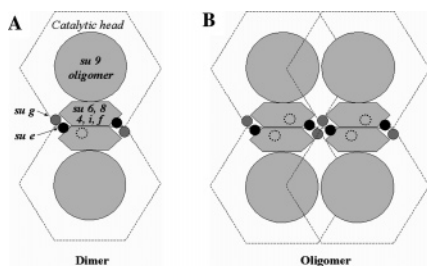 A
B
Catalytic head
su 9
oligomer
su g
su 6, 8
4, i, f
su e
Dimer
Oligomer